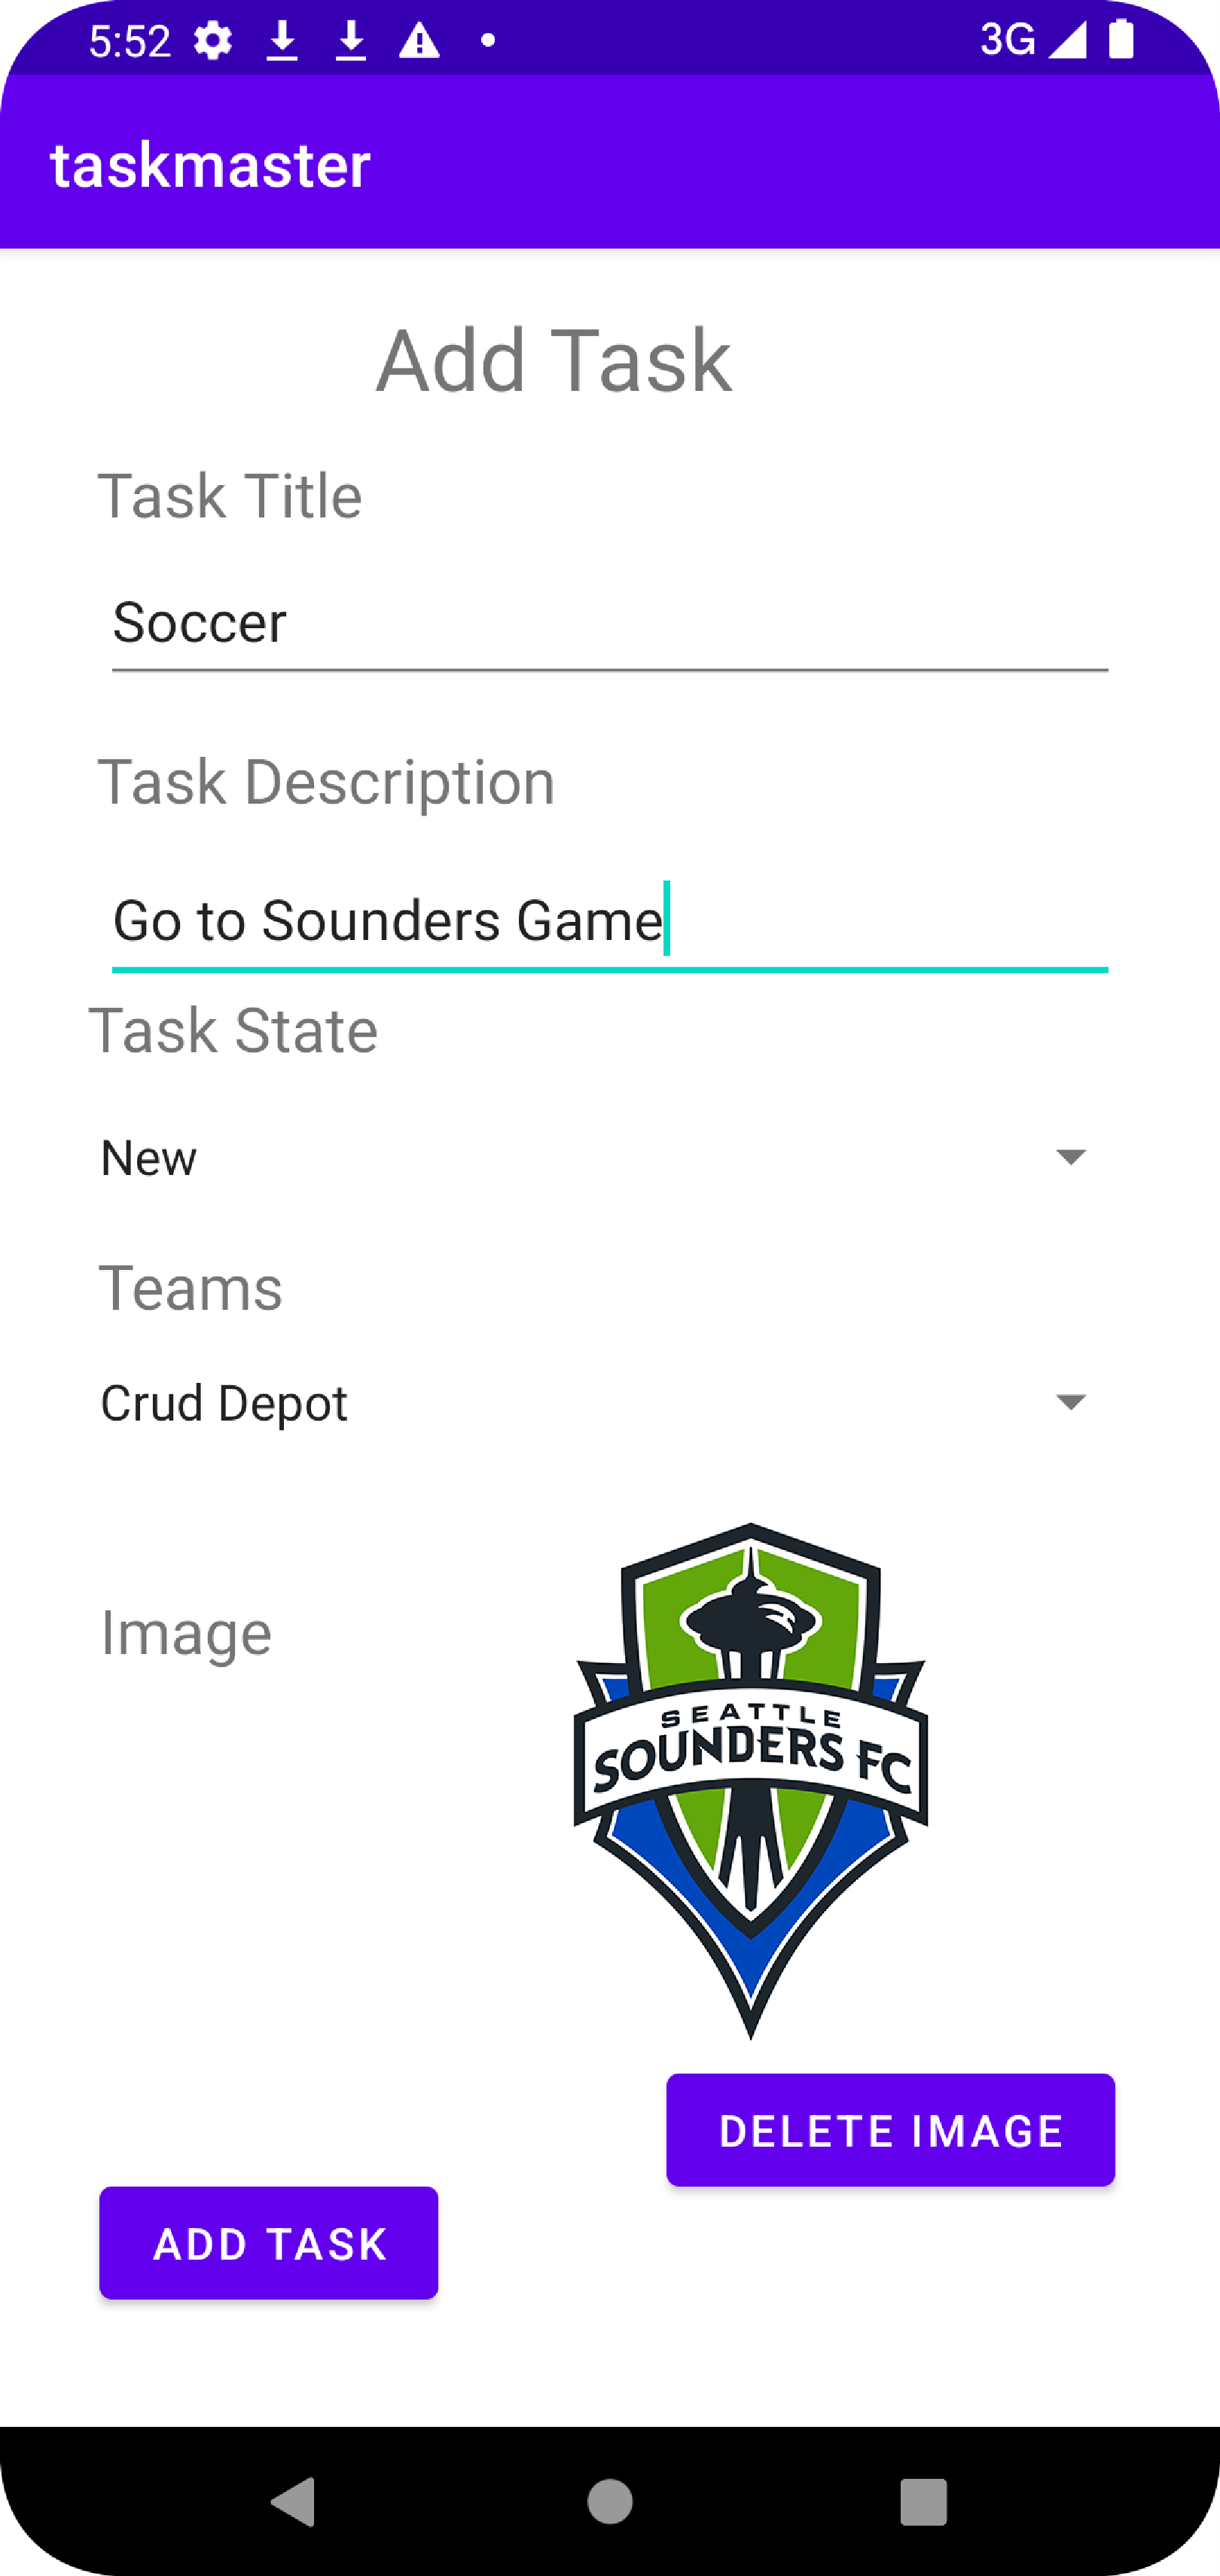 5:52 3G
taskmaster
Add Task
Task Title
Soccer
Task Description
Go to Sounders Game
Task State
New
Teams
Crud Depot
Image
SEATTLE
SOUNDERS FC
DELETE IMAGE
ADD TASK